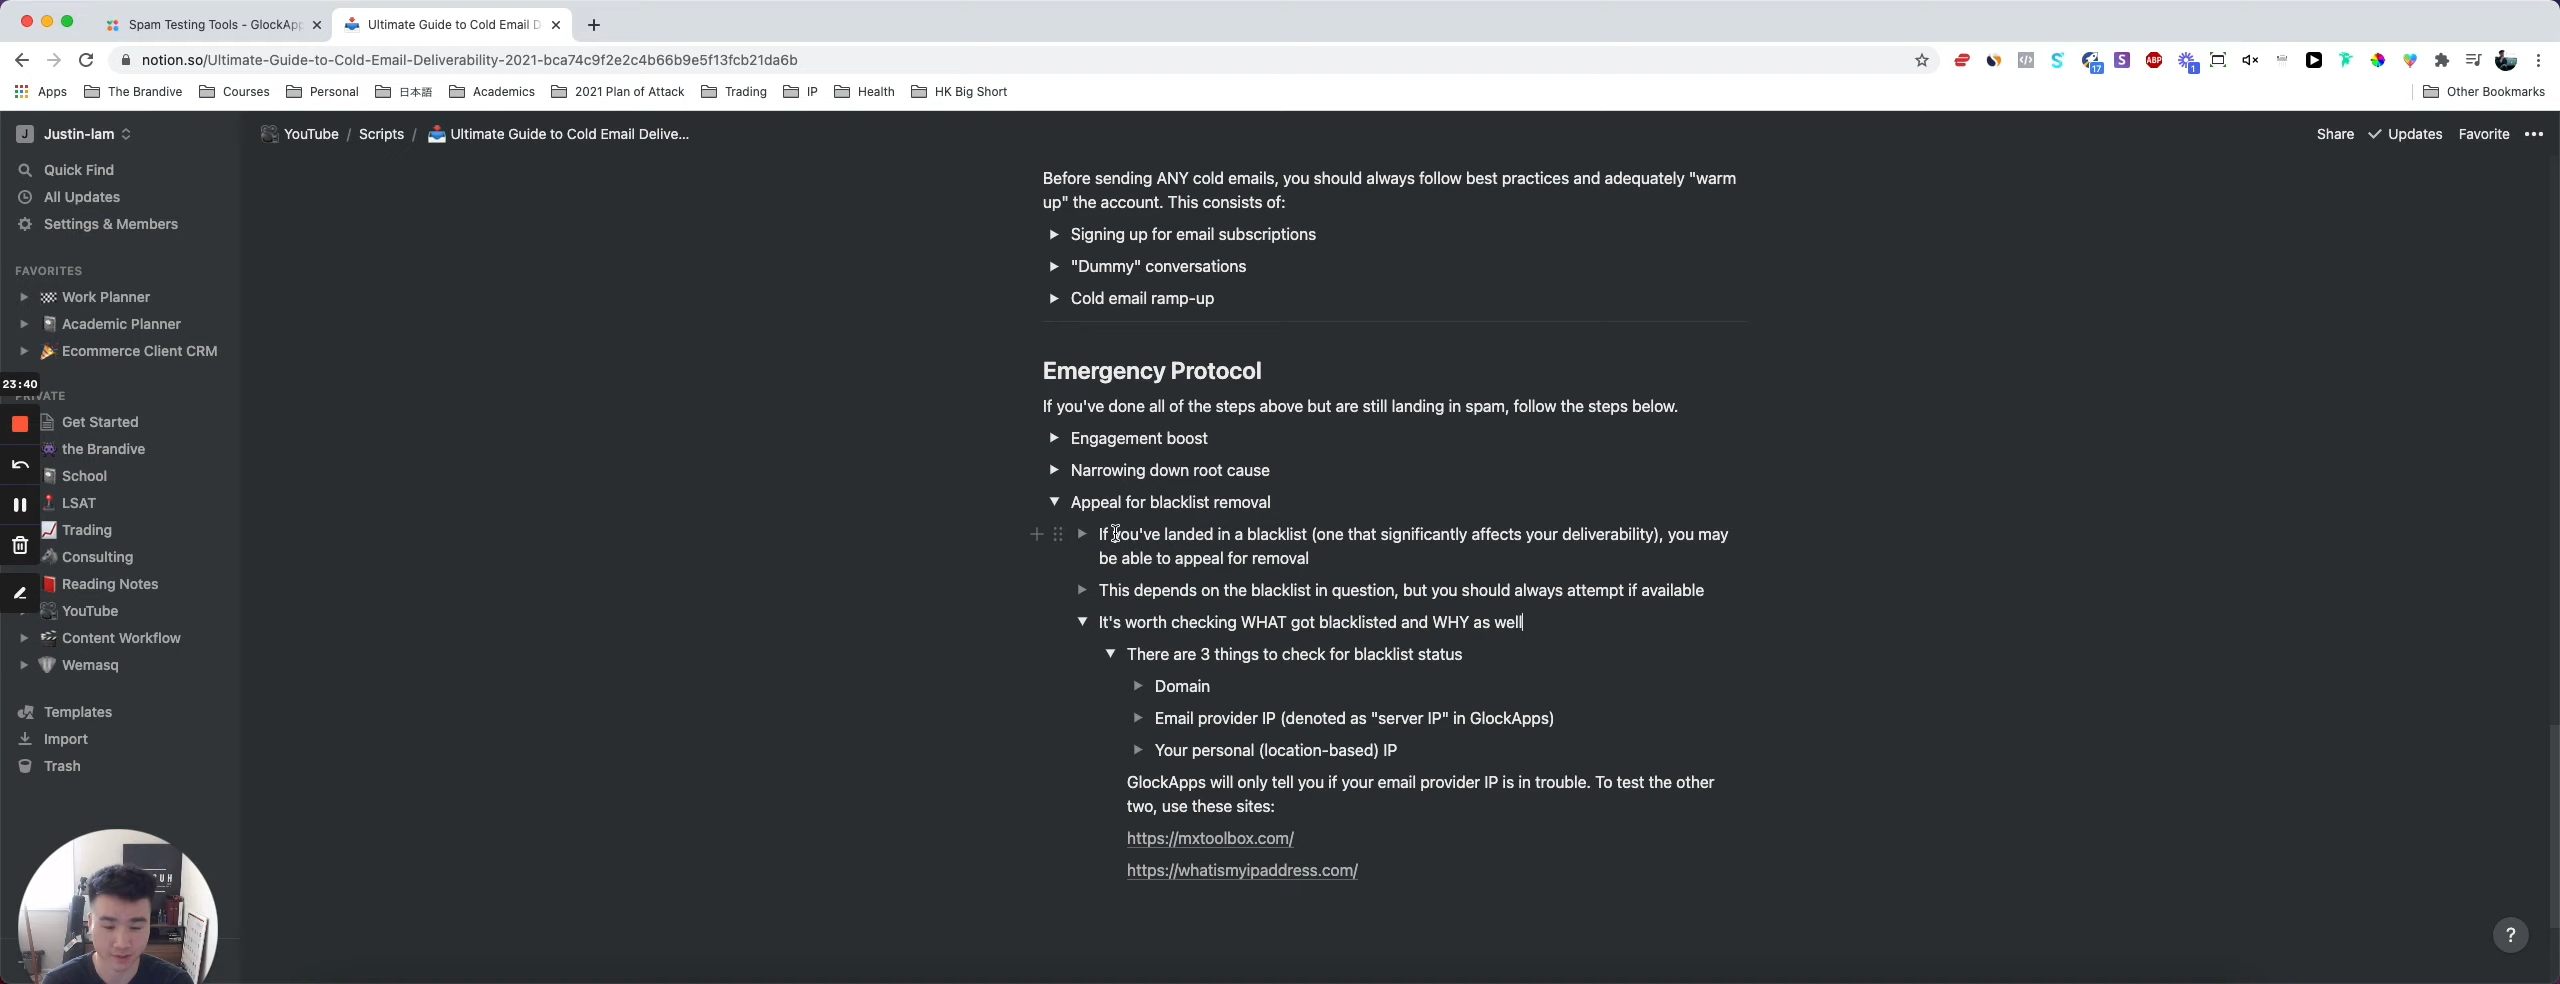 Spam Testing Tools - GlockApp
Ultimate Guide to Cold Email D
notion.so/Ultimate-Guide-to-Cold-Email-Deliverability-2021-bca74c9f2e2c4b66b9e5f13fcb21da6b
17
ABP
1
Apps
The Brandive
Courses
Personal
日本語
Academics
2021 Plan of Attack
Trading
IP
Health
HK Big Short
Other Bookmarks
J Justin-lam
YouTube / Scripts / Ultimate Guide to Cold Email Delive...
Share
Updates
Favorite
Quick Find
All Updates
Settings & Members
FAVORITES
Work Planner
Academic Planner
Ecommerce Client CRM
23:40
PRIVATE
Get Started
the Brandive
School
LSAT
Trading
Consulting
Reading Notes
YouTube
Content Workflow
Wemasq
Templates
Import
Trash
Before sending ANY cold emails, you should always follow best practices and adequately "warm
up" the account. This consists of:
Signing up for email subscriptions
"Dummy" conversations
Cold email ramp-up
Emergency Protocol
If you've done all of the steps above but are still landing in spam, follow the steps below.
Engagement boost
Narrowing down root cause
Appeal for blacklist removal
If you've landed in a blacklist (one that significantly affects your deliverability), you may
be able to appeal for removal
This depends on the blacklist in question, but you should always attempt if available
It's worth checking WHAT got blacklisted and WHY as well
There are 3 things to check for blacklist status
Domain
Email provider IP (denoted as "server IP" in GlockApps)
Your personal (location-based) IP
GlockApps will only tell you if your email provider IP is in trouble. To test the other
two, use these sites:
https://mxtoolbox.com/
https://whatismyipaddress.com/
?